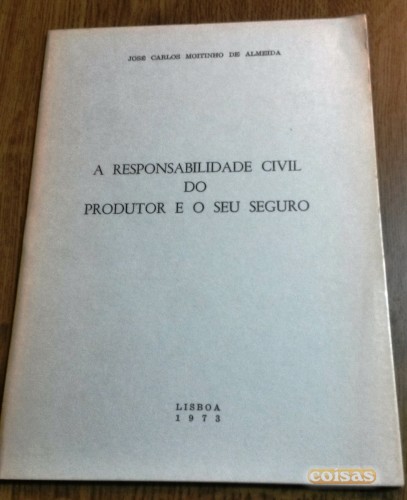 JOSE CARLOS MOITINHO DE ALMEIDA
A RESPONSABILIDADE CIVIL
DO
PRODUTOR E O SEU SEGURO
LISBOA
1973
coisas